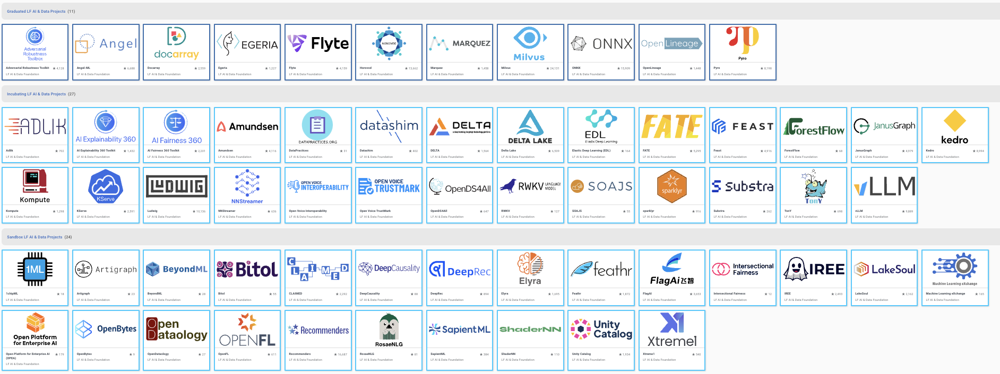 Graduated LF AI & Data Projects (11)
Adversarial Robustness Toolbox
Angel
docarray
EGERIA
Flyte
HOROVOD
MARQUEZ
Milvus
ONNX
OpenLineage
Pyro
Adversarial Robustness Toolkit ★ 4,128
Angel-ML ★ 6,688
Docarray ★ 2,559
Egeria ★ 1,227
Flyte ★ 4,159
Horovod ★ 13,662
Marquez ★ 1,458
Milvus ★ 24,131
ONNX ★ 15,909
OpenLineage ★ 1,448
Pyro ★ 8,198
LF AI & Data Foundation
LF AI & Data Foundation
LF AI & Data Foundation
LF AI & Data Foundation
LF AI & Data Foundation
LF AI & Data Foundation
LF AI & Data Foundation
LF AI & Data Foundation
LF AI & Data Foundation
LF AI & Data Foundation
LF AI & Data Foundation
Incubating LF AI & Data Projects (27)
ADLIK
AI Explainability 360
AI Fairness 360
Amundsen
DATAPRACTICES.ORG
datashim
DELTA
DELTA LAKE
EDL
Elastic Deep Learning
FATE
FEAST
ForestFlow
JanusGraph
kedro
Adlik ★ 702
AI Explainability 360 Toolkit ★ 1,432
AI Fairness 360 Toolkit ★ 2,201
Amundsen ★ 4,116
DataPractices ★ 31
Datashim ★ 402
DELTA ★ 1,564
Delta Lake ★ 6,509
Elastic Deep Learning (EDL) ★ 164
FATE ★ 5,295
Feast ★ 4,916
ForestFlow ★ 68
JanusGraph ★ 4,979
Kedro ★ 8,994
LF AI & Data Foundation
LF AI & Data Foundation
LF AI & Data Foundation
LF AI & Data Foundation
LF AI & Data Foundation
LF AI & Data Foundation
LF AI & Data Foundation
LF AI & Data Foundation
LF AI & Data Foundation
LF AI & Data Foundation
LF AI & Data Foundation
LF AI & Data Foundation
LF AI & Data Foundation
LF AI & Data Foundation
Kompute
KServe
LUDWIG
NNStreamer
OPEN VOICE INTEROPERABILITY
OPEN VOICE TRUSTMARK
OpenDS4All
RWKV LANGUAGE MODEL
SOAJS
sparklyr
Substra
TonY
vLLM
Kompute ★ 1,298
KServe ★ 2,591
Ludwig ★ 10,136
NNStreamer ★ 636
Open Voice Interoperability
Open Voice TrustMark
OpenDS4All ★ 647
RWKV ★ 127
SOAJS ★ 55
sparklyr ★ 916
Substra ★ 262
TonY ★ 698
vLLM ★ 9,889
LF AI & Data Foundation
LF AI & Data Foundation
LF AI & Data Foundation
LF AI & Data Foundation
LF AI & Data Foundation
LF AI & Data Foundation
LF AI & Data Foundation
LF AI & Data Foundation
LF AI & Data Foundation
LF AI & Data Foundation
LF AI & Data Foundation
LF AI & Data Foundation
LF AI & Data Foundation
Sandbox LF AI & Data Projects (24)
1ML
Artigraph
BeyondML
Bitol
CLAIMED
DeepCausality
DeepRec
Elyra
feathr
FlagAi飞智
Intersectional Fairness
IREE
LakeSoul
Machine Learning eXchange
1chipML ★ 18
Artigraph ★ 23
BeyondML ★ 28
Bitol ★ 55
CLAIMED ★ 2,292
DeepCausality ★ 88
DeepRec ★ 894
Elyra ★ 1,695
Feathr ★ 1,872
FlagAI ★ 3,653
Intersectional Fairness ★ 12
IREE ★ 2,493
LakeSoul ★ 2,162
Machine Learning eXchange ★ 165
LF AI & Data Foundation
LF AI & Data Foundation
LF AI & Data Foundation
LF AI & Data Foundation
LF AI & Data Foundation
LF AI & Data Foundation
LF AI & Data Foundation
LF AI & Data Foundation
LF AI & Data Foundation
LF AI & Data Foundation
LF AI & Data Foundation
LF AI & Data Foundation
LF AI & Data Foundation
LF AI & Data Foundation
Open Platform for Enterprise AI
OpenBytes
Open Dataology
OPENFL
Recommenders
RosaeNLG
SapientML
ShaderNN
Unity Catalog
Xtreme1
Open Platform for Enterprise AI (OPEA) ★ 179
OpenBytes ★ 9
OpenDataology ★ 27
OpenFL ★ 611
Recommenders ★ 16,687
RosaeNLG ★ 81
SapientML ★ 384
ShaderNN ★ 110
Unity Catalog ★ 1,934
Xtreme1 ★ 540
LF AI & Data Foundation
LF AI & Data Foundation
LF AI & Data Foundation
LF AI & Data Foundation
LF AI & Data Foundation
LF AI & Data Foundation
LF AI & Data Foundation
LF AI & Data Foundation
LF AI & Data Foundation
LF AI & Data Foundation